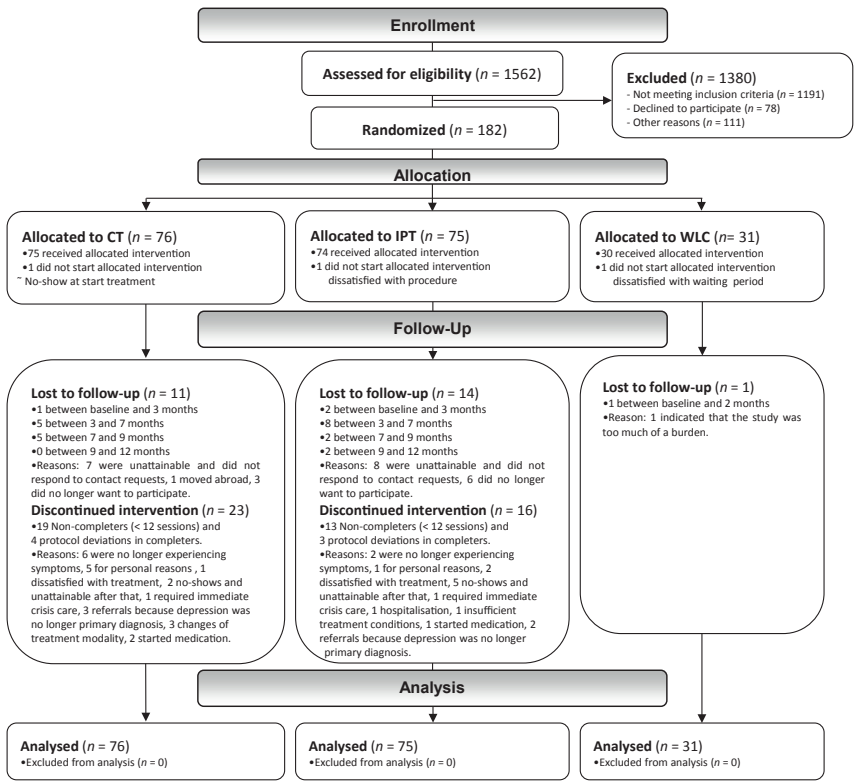 Enrollment
Assessed for eligibility (n = 1562)
Excluded (n = 1380)
- Not meeting inclusion criteria (n = 1191)
- Declined to participate (n = 78)
- Other reasons (n = 111)
Randomized (n = 182)
Allocation
Allocated to CT (n = 76)
•75 received allocated intervention
•1 did not start allocated intervention
- No-show at start treatment
Allocated to IPT (n = 75)
•74 received allocated intervention
•1 did not start allocated intervention
dissatisfied with procedure
Allocated to WLC (n= 31)
•30 received allocated intervention
•1 did not start allocated intervention
dissatisfied with waiting period
Follow-Up
Lost to follow-up (n = 11)
•1 between baseline and 3 months
•5 between 3 and 7 months
•5 between 7 and 9 months
•0 between 9 and 12 months
•Reasons: 7 were unattainable and did not
respond to contact requests, 1 moved abroad, 3
did no longer want to participate.
Discontinued intervention (n = 23)
•19 Non-completers (< 12 sessions) and
4 protocol deviations in completers.
•Reasons: 6 were no longer experiencing
symptoms, 5 for personal reasons , 1
dissatisfied with treatment, 2 no-shows and
unavailable after that, 1 required immediate
crisis care, 3 referrals because depression was
no longer primary diagnosis, 3 changes of
treatment modality, 2 started medication.
Lost to follow-up (n = 14)
•2 between baseline and 3 months
•8 between 3 and 7 months
•2 between 7 and 9 months
•2 between 9 and 12 months
•Reasons: 8 were unattainable and did not
respond to contact requests, 6 did no longer
want to participate.
Discontinued intervention (n = 16)
•13 Non-completers (< 12 sessions) and
3 protocol deviations in completers.
•Reasons: 2 were no longer experiencing
symptoms, 1 for personal reasons, 2
dissatisfied with treatment, 5 no-shows and
unavailable after that, 1 required immediate
crisis care, 1 hospitalisation, 1 insufficient
treatment conditions, 1 started medication, 2
referrals because depression was no longer
primary diagnosis.
Lost to follow-up (n = 1)
•1 between baseline and 2 months
•Reason: 1 indicated that the study was
too much of a burden.
Analysis
Analysed (n = 76)
•Excluded from analysis (n = 0)
Analysed (n = 75)
•Excluded from analysis (n = 0)
Analysed (n = 31)
•Excluded from analysis (n = 0)